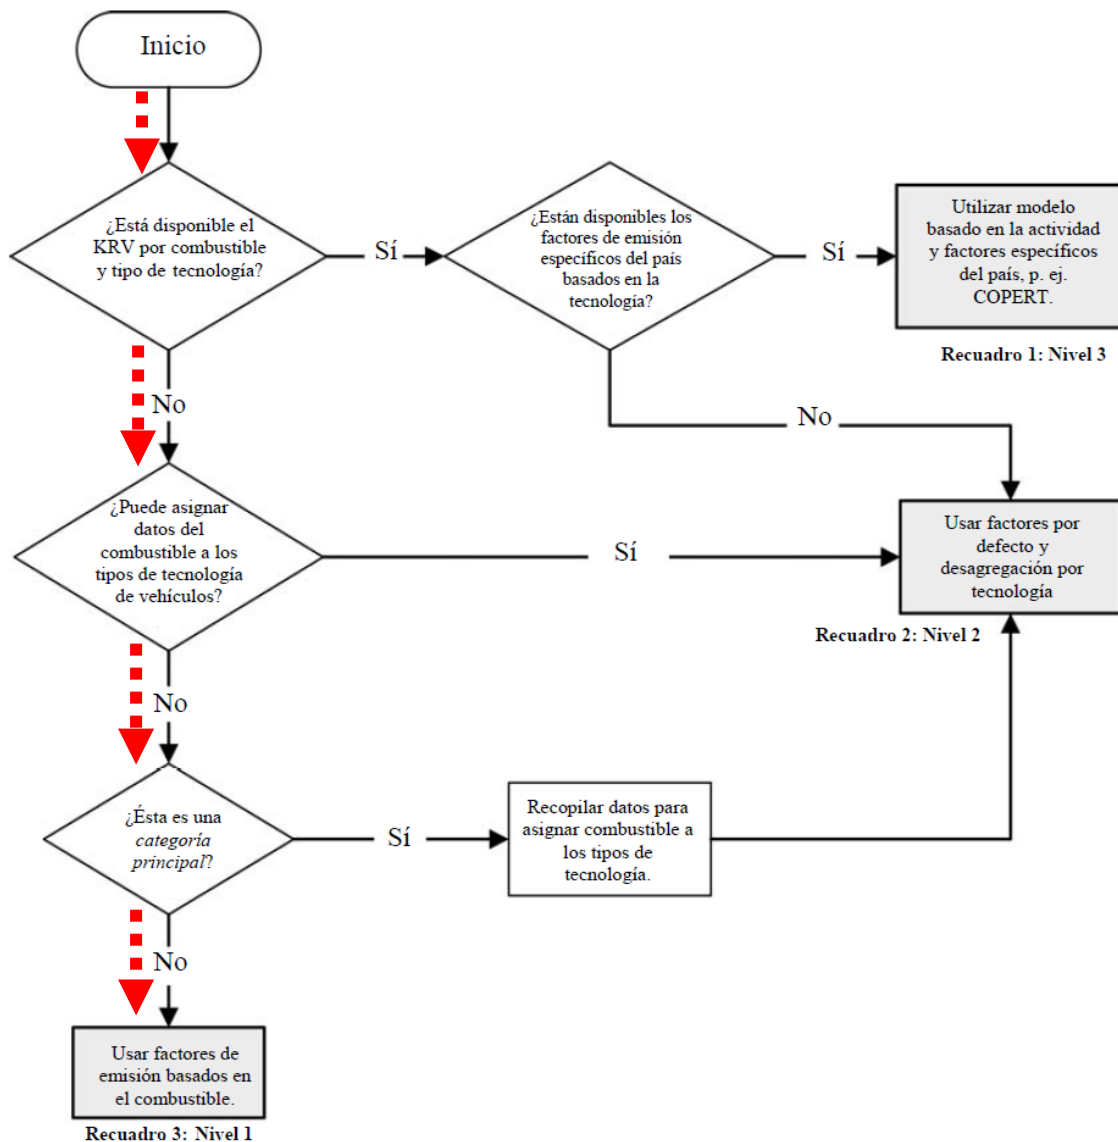 Inicio
¿Está disponible el
KRV por combustible
y tipo de tecnología?
Sí
¿Están disponibles los
factores de emisión
específicos del país
basados en la
tecnología?
Sí
Utilizar modelo
basado en la actividad
y factores específicos
del país, p. ej.
COPERT.
Recuadro 1: Nivel 3
No
No
¿Puede asignar
datos del
combustible a los
tipos de tecnología
de vehículos?
Sí
Usar factores por
defecto y
desagregación por
tecnología
Recuadro 2: Nivel 2
No
¿Ésta es una
categoría
principal?
Sí
Recopilar datos para
asignar combustible a
los tipos de
tecnología.
No
Usar factores de
emisión basados en
el combustible.
Recuadro 3: Nivel 1